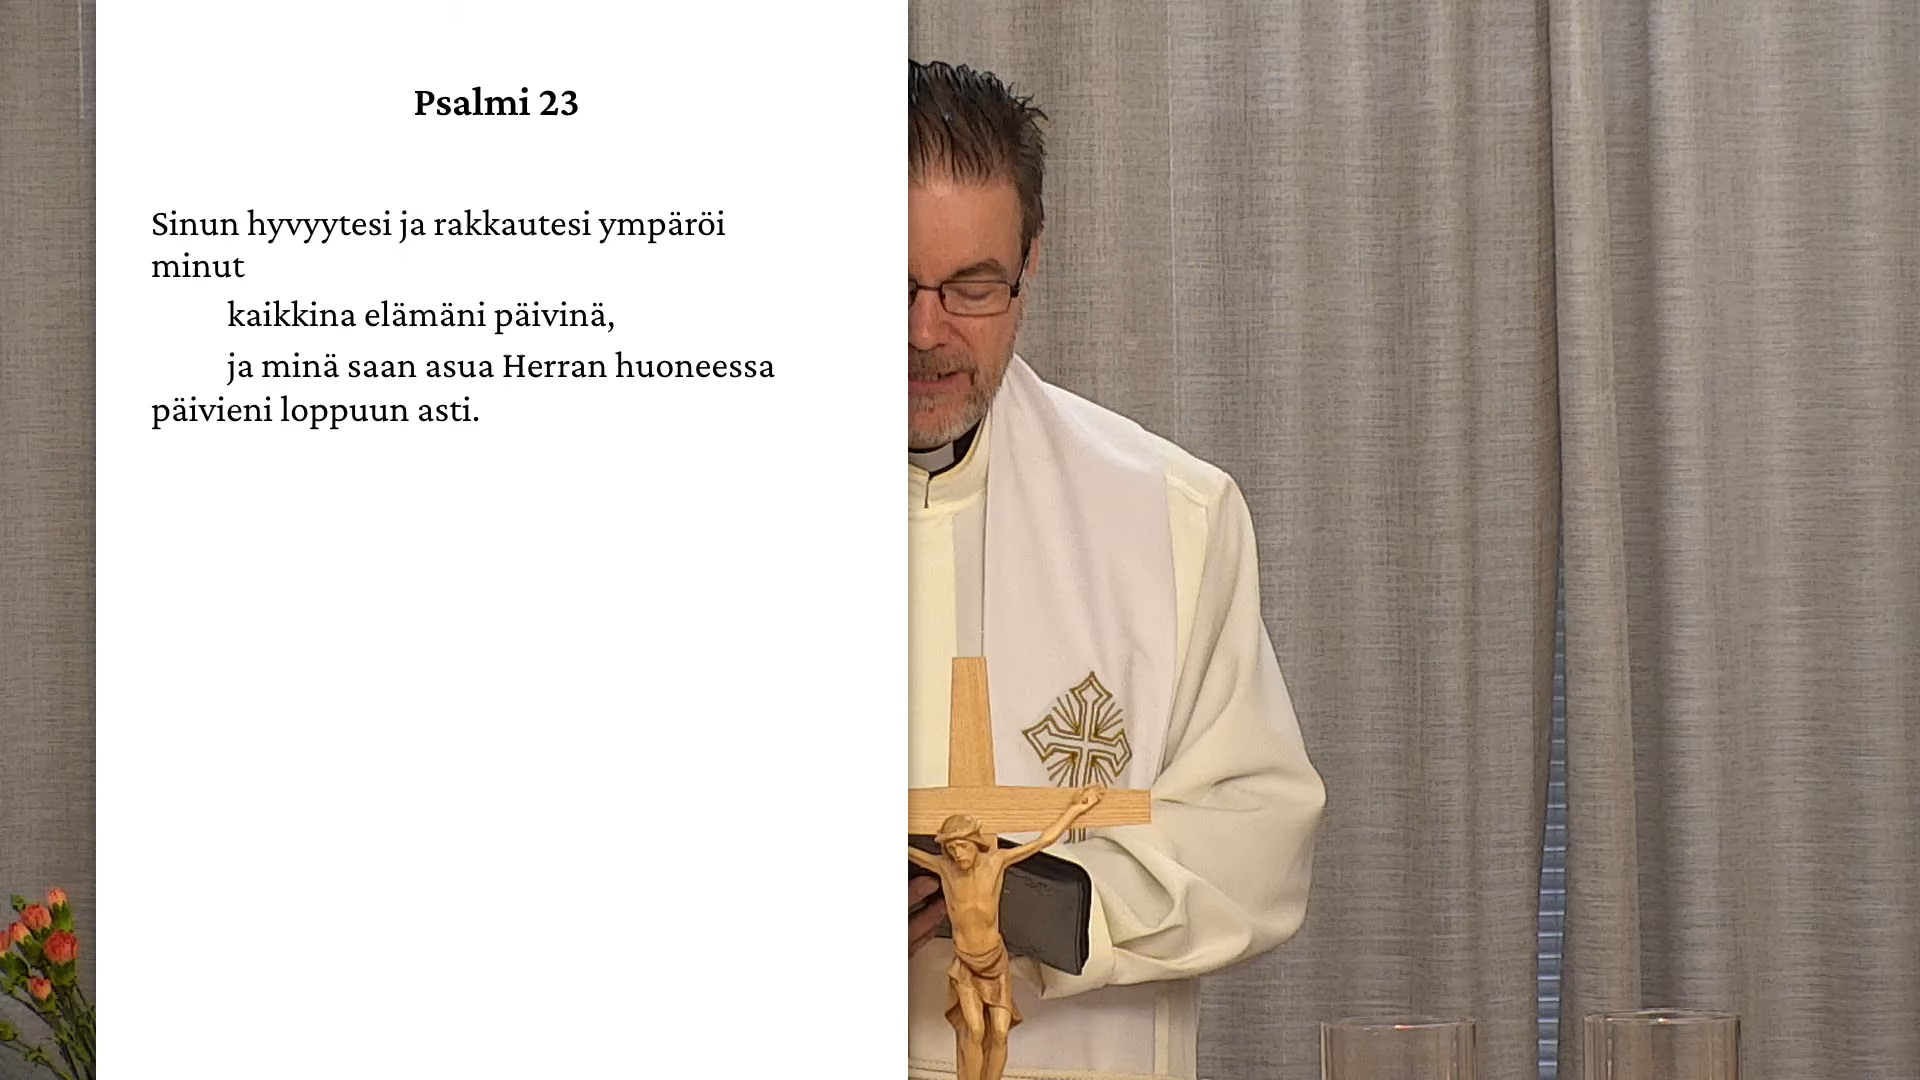 Psalmi 23
Sinun hyvyytesi ja rakkautesi ympäröi
minut
kaikkina elämäni päivinä,
ja minä saan asua Herran huoneessa
päivieni loppuun asti.